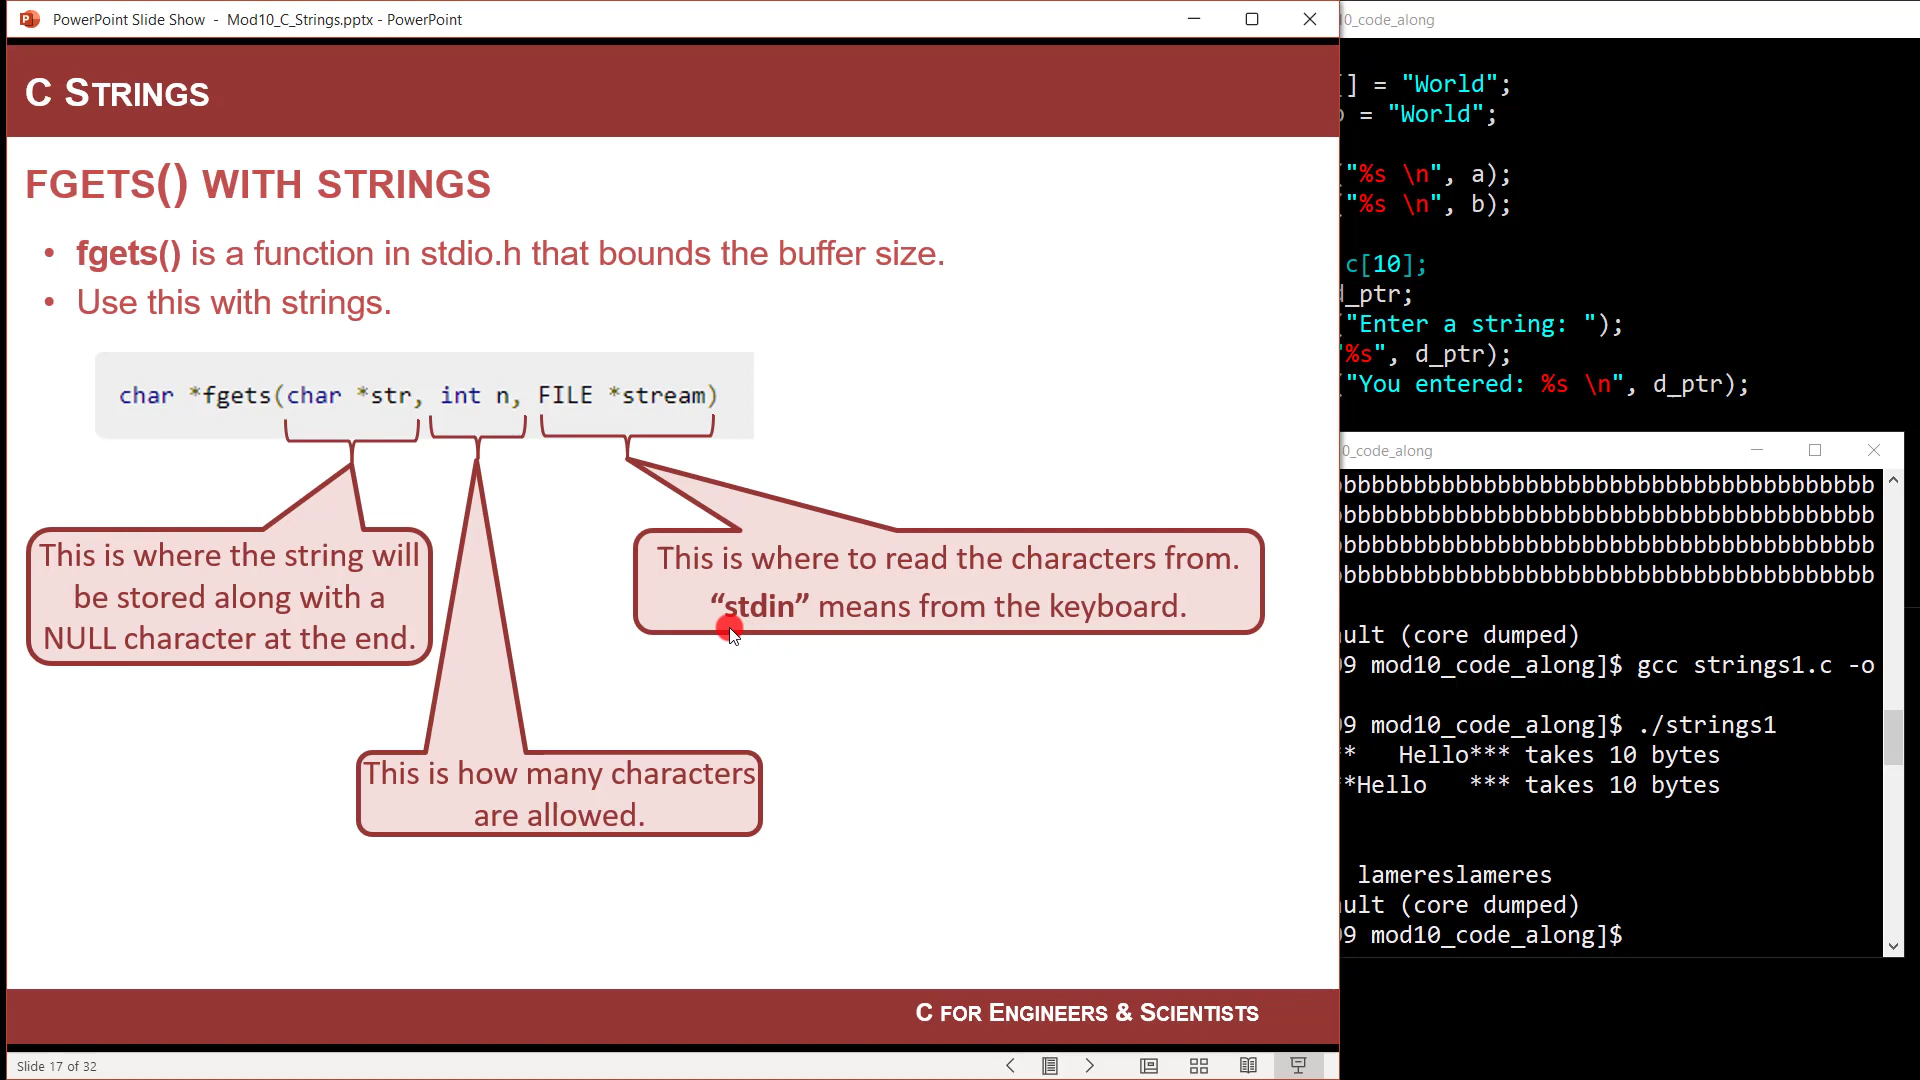 PowerPoint Slide Show - Mod10_C_Strings.pptx - PowerPoint
C STRINGS
FGETS() WITH STRINGS
• fgets() is a function in stdio.h that bounds the buffer size.
• Use this with strings.
char *fgets(char *str, int n, FILE *stream)
This is where the string will
be stored along with a
NULL character at the end.
This is where to read the characters from.
“stdin” means from the keyboard.
This is how many characters
are allowed.
C FOR ENGINEERS & SCIENTISTS
Slide 17 of 32
0_code_along
[] = "World";
= "World";
"%s \n", a);
"%s \n", b);
c[10];
_ptr;
("Enter a string: ");
"%s", d_ptr);
("You entered: %s \n", d_ptr);
0_code_along
bbbbbbbbbbbbbbbbbbbbbbbbbbbbbbbbbbbbbb
bbbbbbbbbbbbbbbbbbbbbbbbbbbbbbbbbbbbbb
bbbbbbbbbbbbbbbbbbbbbbbbbbbbbbbbbbbbbb
bbbbbbbbbbbbbbbbbbbbbbbbbbbbbbbbbbbbbb
ult (core dumped)
9 mod10_code_along]$ gcc strings1.c -o
9 mod10_code_along]$ ./strings1
*   Hello*** takes 10 bytes
*Hello   *** takes 10 bytes
lamereslameres
ult (core dumped)
9 mod10_code_along]$